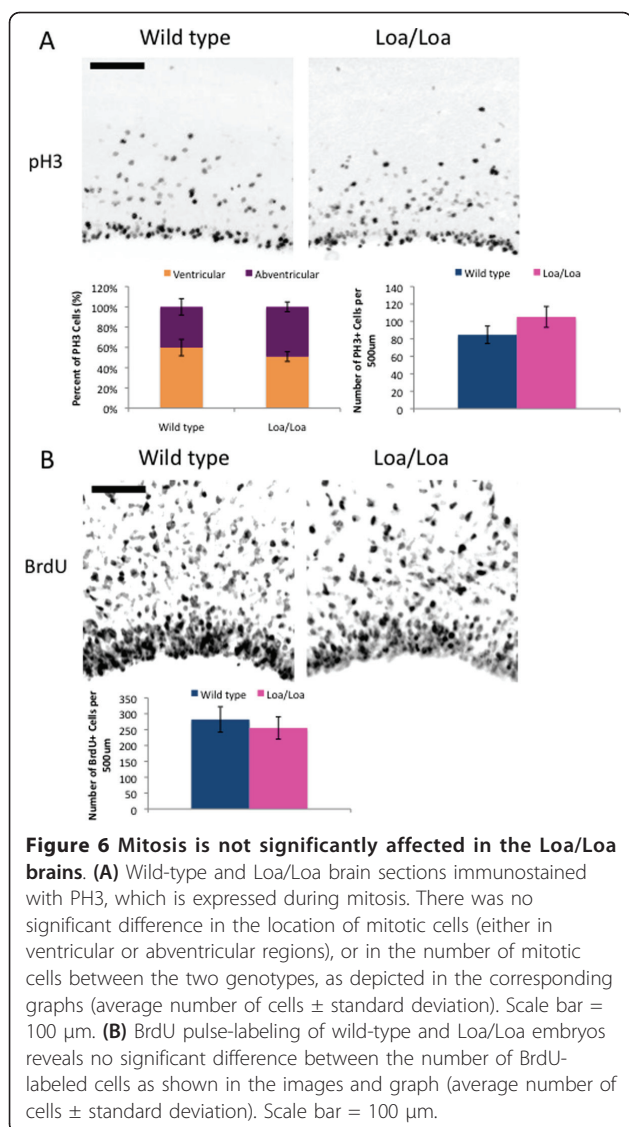 A
Wild type
Loa/Loa
pH3
Ventricular
Abventricular
Percent of PH3 Cells (%)
120%
100%
80%
60%
40%
20%
0%
Wild type
Loa/Loa
Wild type
Loa/Loa
Number of PH3+ Cells per
500um
140
120
100
80
60
40
20
0
B
Wild type
Loa/Loa
BrdU
Wild type
Loa/Loa
Number of BrdU+ Cells per
500um
350
300
250
200
150
100
50
0
Figure 6 Mitosis is not significantly affected in the Loa/Loa
brains. (A) Wild-type and Loa/Loa brain sections immunostained
with PH3, which is expressed during mitosis. There was no
significant difference in the location of mitotic cells (either in
ventricular or abventricular regions), or in the number of mitotic
cells between the two genotypes, as depicted in the corresponding
graphs (average number of cells ± standard deviation). Scale bar =
100 μm. (B) BrdU pulse-labeling of wild-type and Loa/Loa embryos
reveals no significant difference between the number of BrdU-
labeled cells as shown in the images and graph (average number of
cells ± standard deviation). Scale bar = 100 μm.